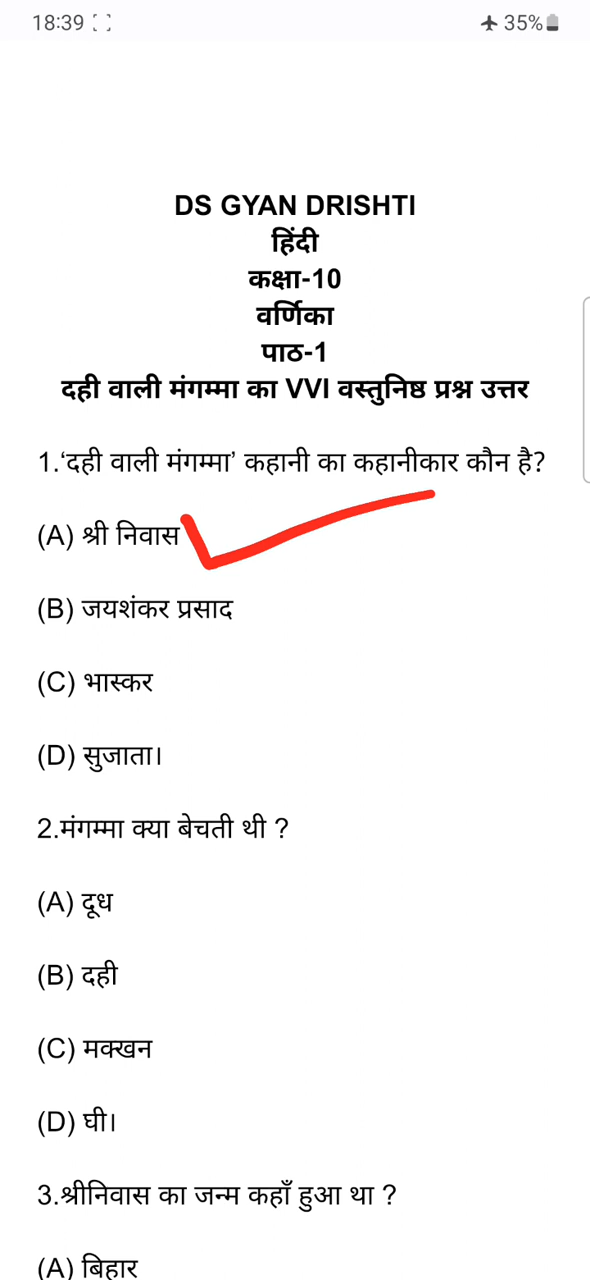 18:39
35%
DS GYAN DRISHTI
हिंदी
कक्षा-10
वर्णिका
पाठ-1
दही वाली मंगम्मा का VVI वस्तुनिष्ठ प्रश्न उत्तर
1.‘दही वाली मंगम्मा’ कहानी का कहानीकार कौन है?
(A) श्री निवास
(B) जयशंकर प्रसाद
(C) भास्कर
(D) सुजाता।
2.मंगम्मा क्या बेचती थी ?
(A) दूध
(B) दही
(C) मक्खन
(D) घी।
3.श्रीनिवास का जन्म कहाँ हुआ था ?
(A) बिहार